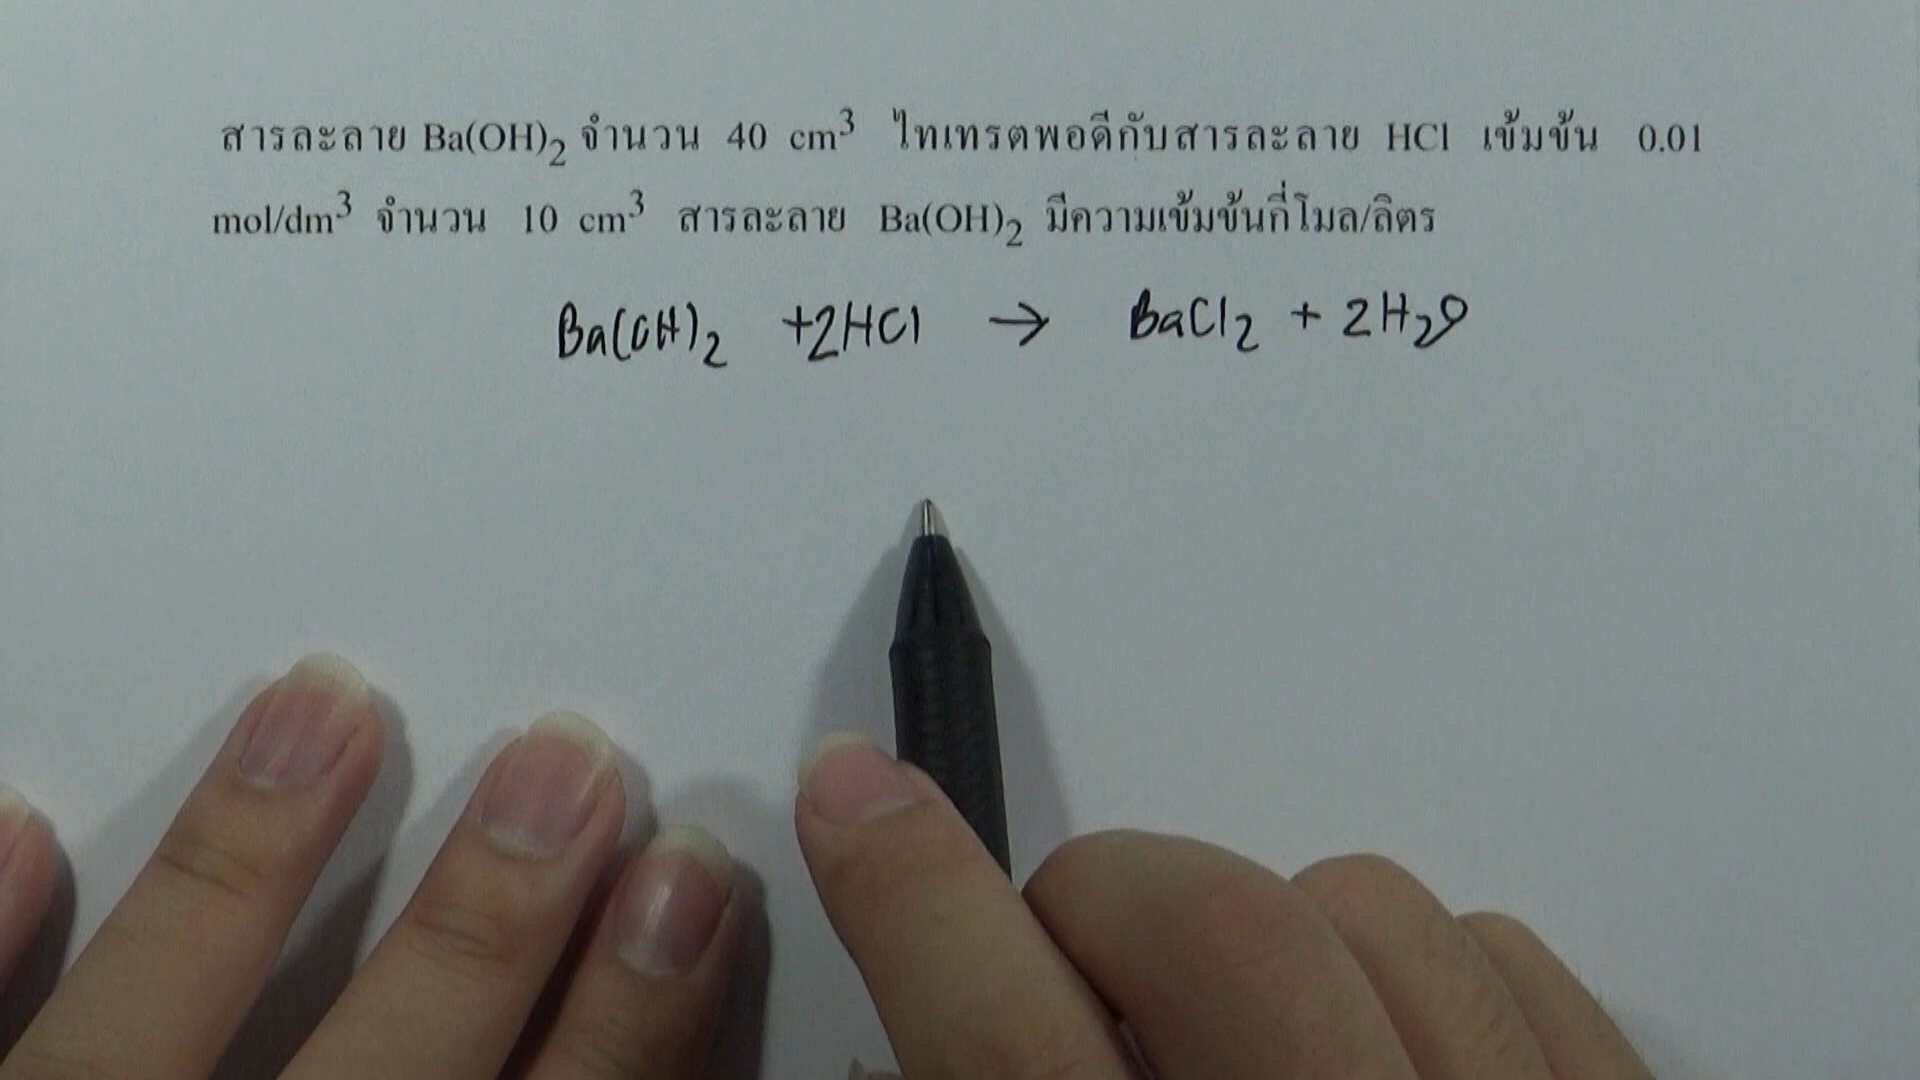 สารละลาย Ba(OH)2 จำนวน 40 cm3 ไทเทรตพอดีกับสารละลาย HCl เข้มข้น 0.01
mol/dm3 จำนวน 10 cm3 สารละลาย Ba(OH)2 มีความเข้มข้นกี่โมล/ลิตร
Ba(OH)2 +2HCl → BaCl2 + 2H2O